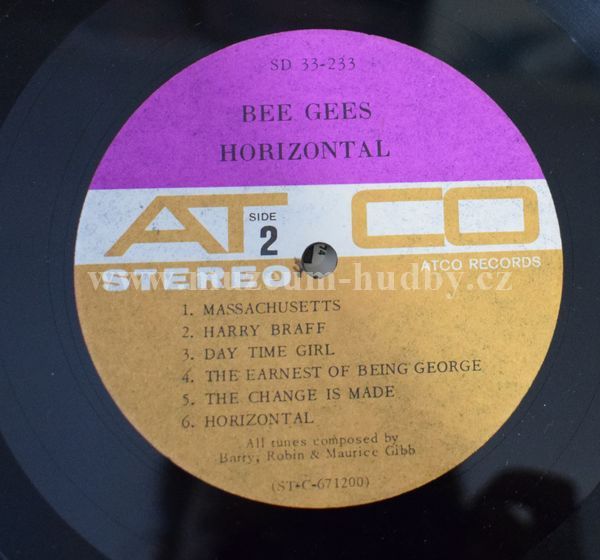 SD 33-233
BEE GEES
HORIZONTAL
ATCO
SIDE
2
STEREO
ATCO RECORDS
www.muzeum-hudby.cz
1. MASSACHUSETTS
2. HARRY BRAFF
3. DAY TIME GIRL
4. THE EARNEST OF BEING GEORGE
5. THE CHANGE IS MADE
6. HORIZONTAL
All tunes composed by
Barry, Robin & Maurice Gibb
(ST-C-671200)